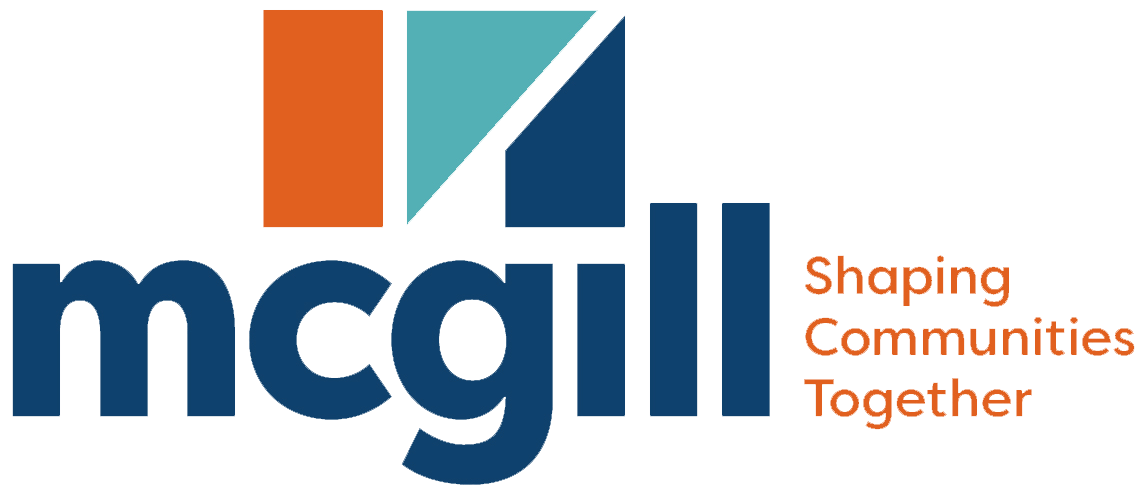 mcgill
Shaping
Communities
Together